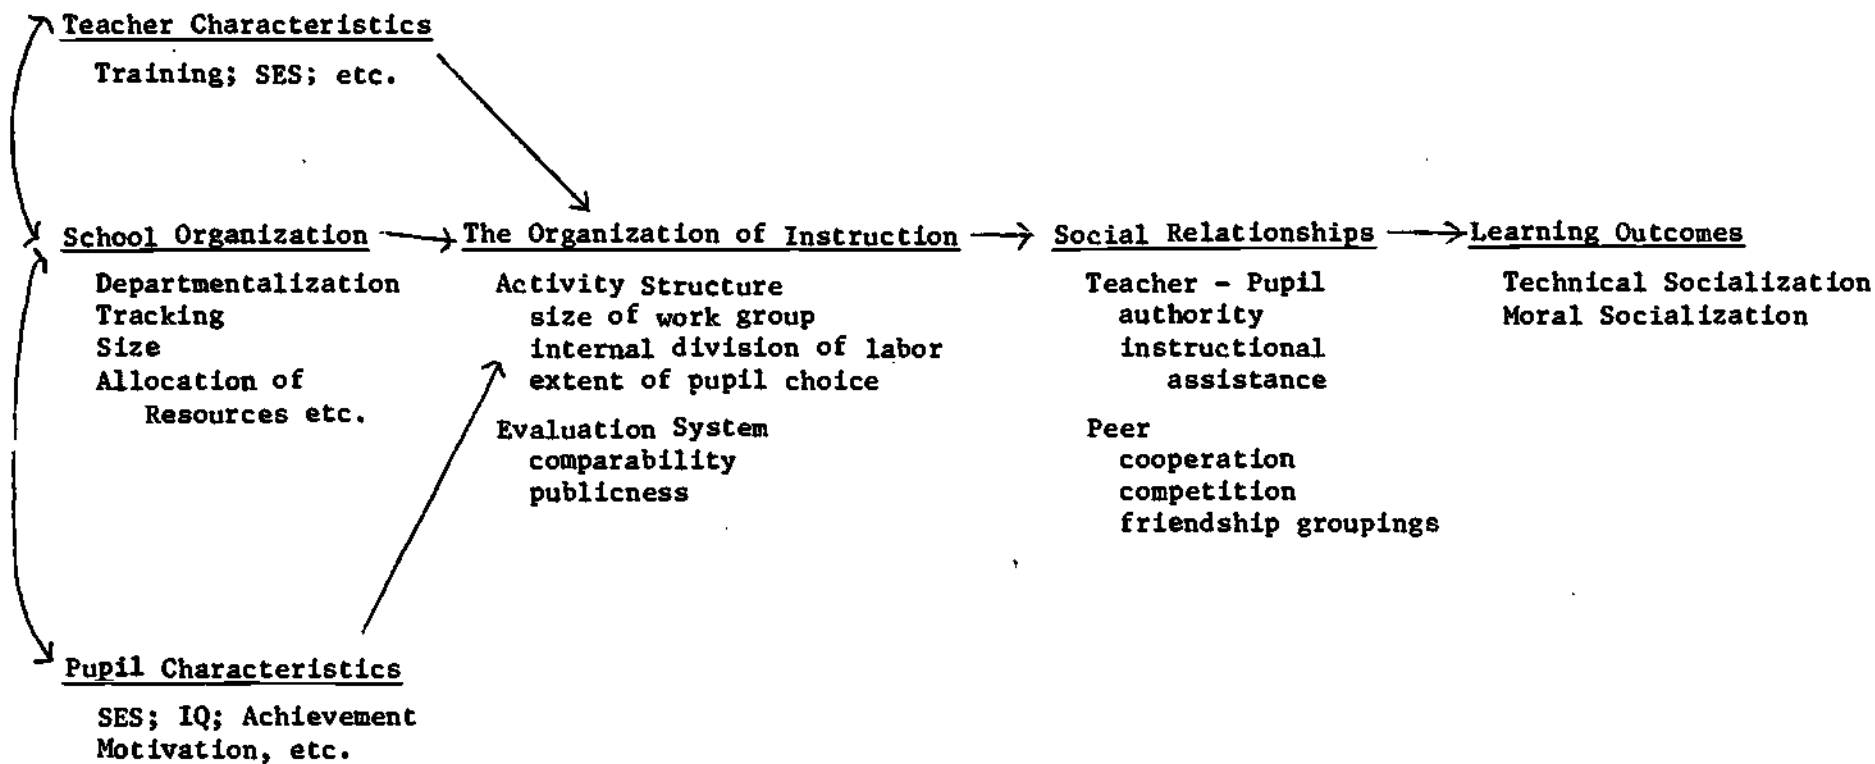 Teacher Characteristics
Training; SES; etc.
School Organization
Departmentalization
Tracking
Size
Allocation of
Resources etc.
The Organization of Instruction
Activity Structure
size of work group
internal division of labor
extent of pupil choice
Evaluation System
comparability
publicness
Social Relationships
Teacher - Pupil
authority
instructional
assistance
Peer
cooperation
competition
friendship groupings
Learning Outcomes
Technical Socialization
Moral Socialization
Pupil Characteristics
SES; IQ; Achievement
Motivation, etc.